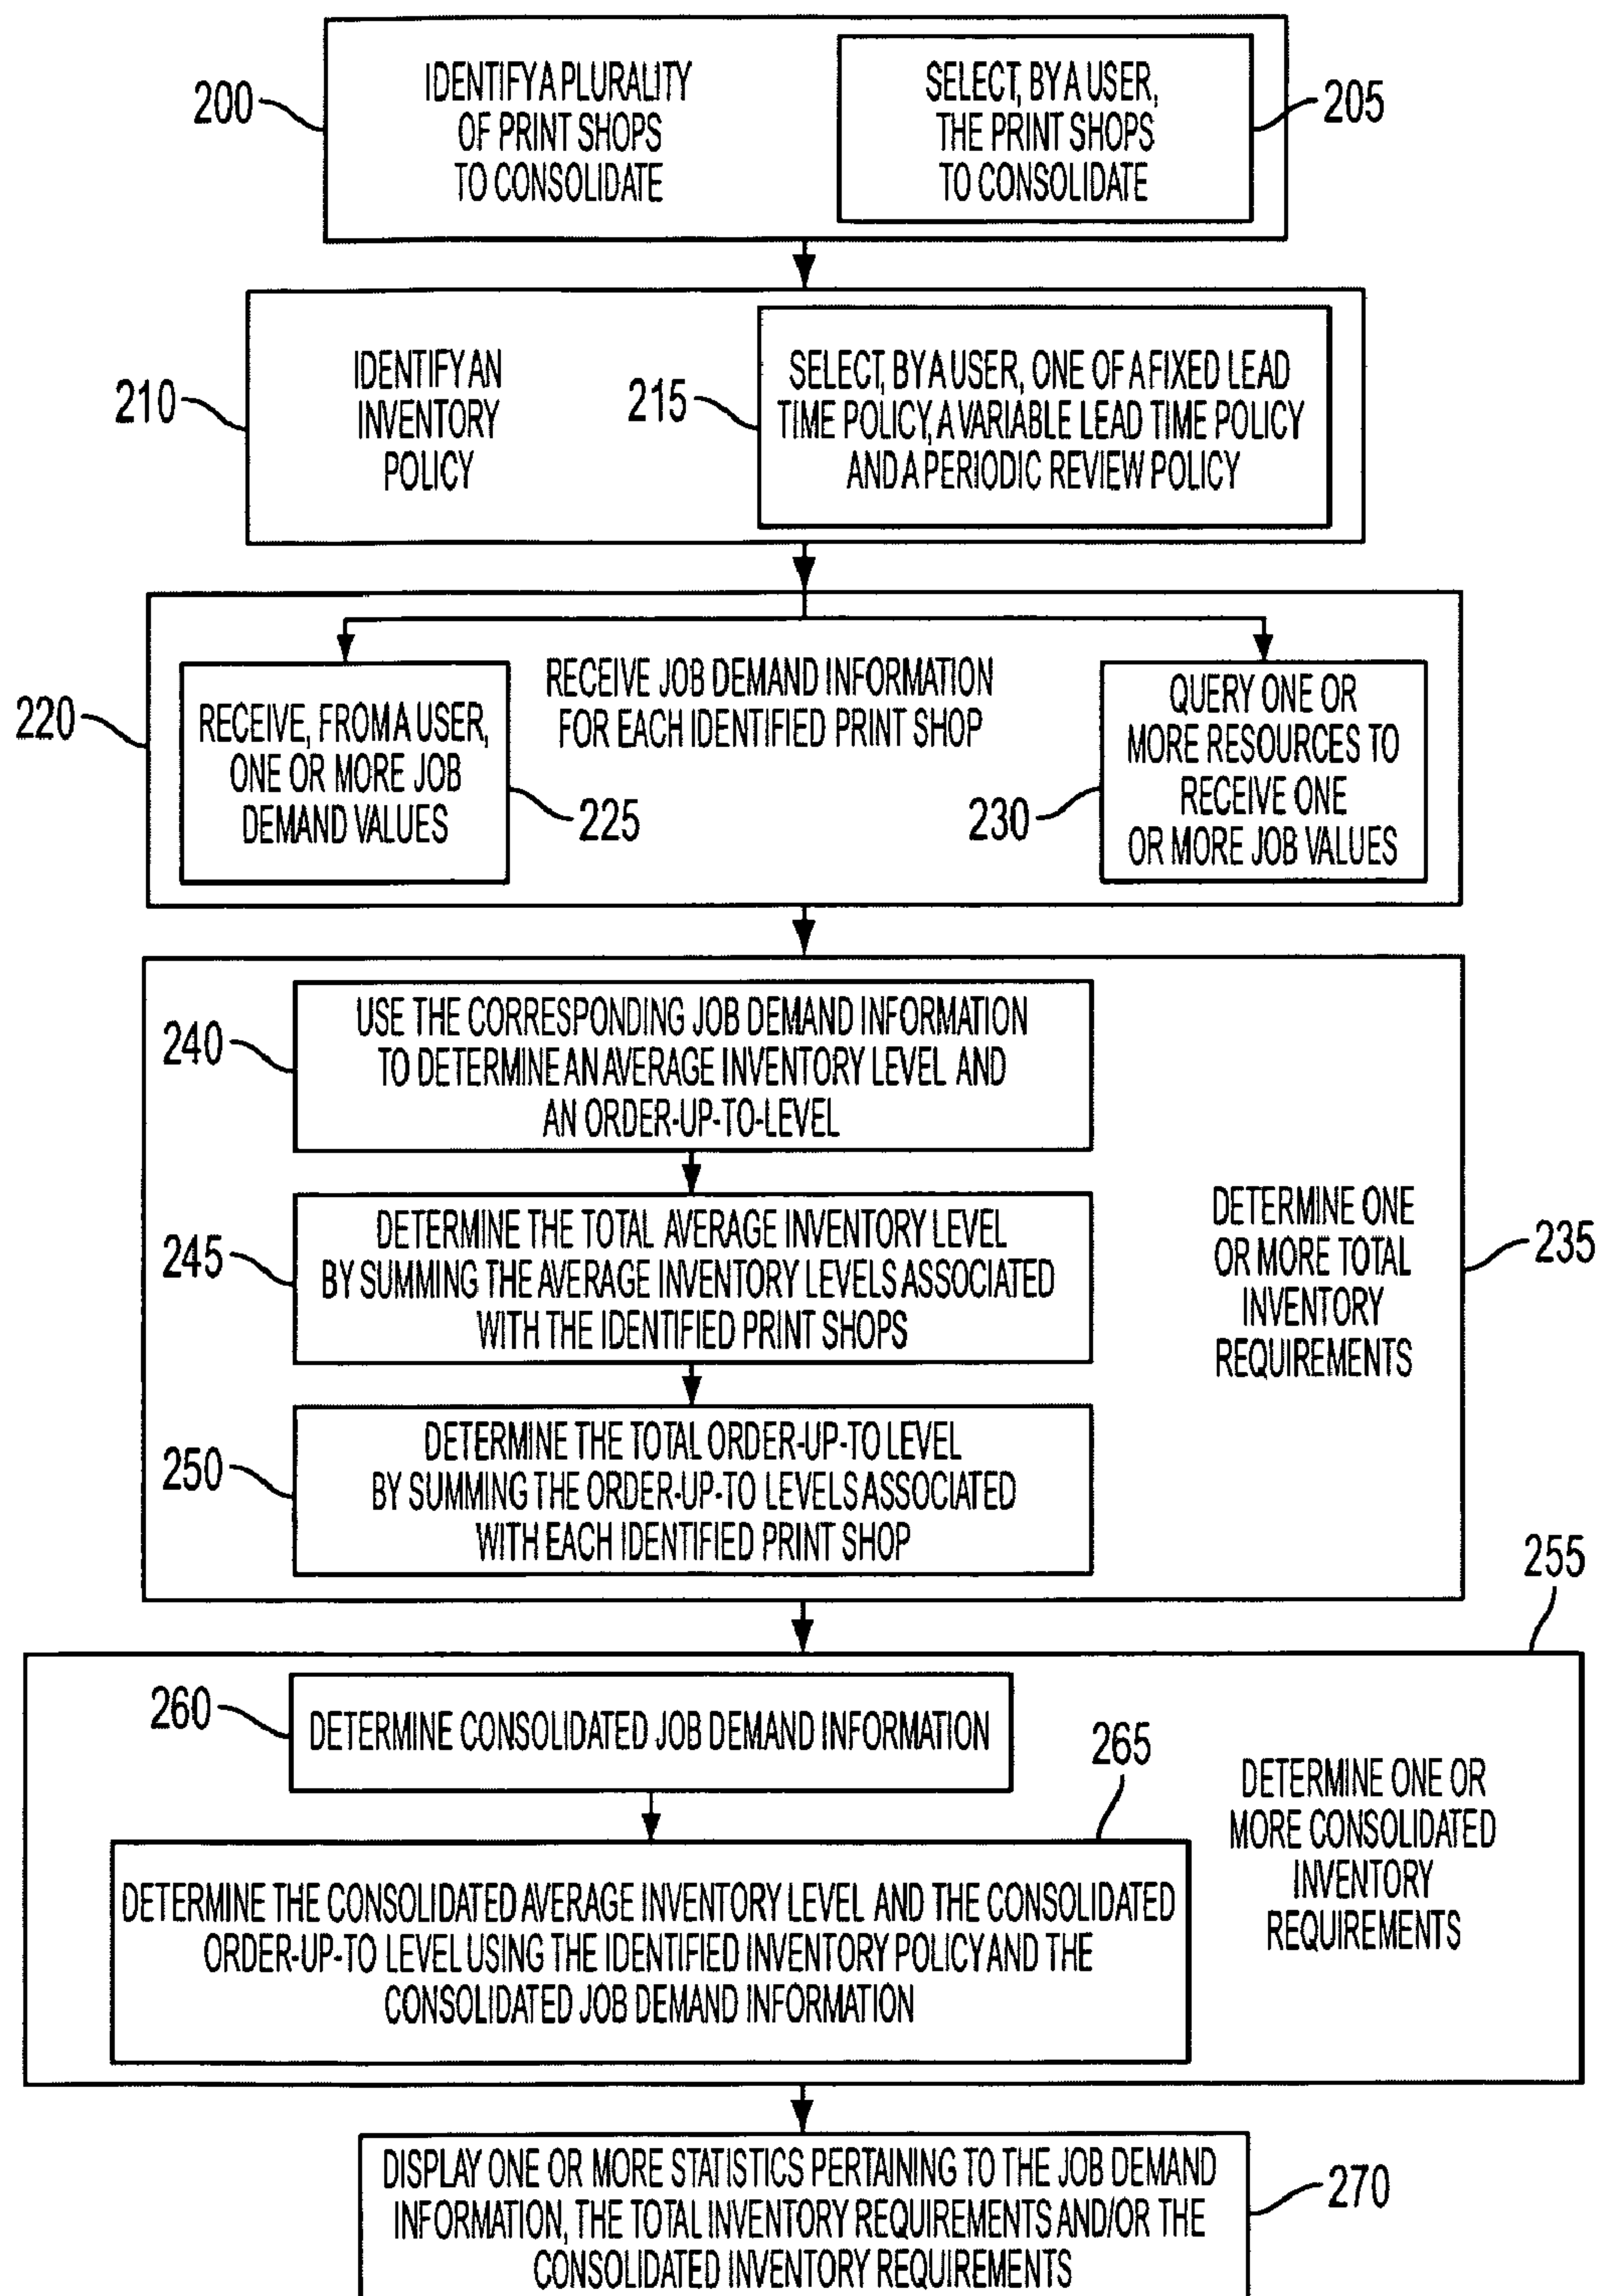 200
IDENTIFY A PLURALITY
OF PRINT SHOPS
TO CONSOLIDATE
SELECT, BY A USER,
THE PRINT SHOPS
TO CONSOLIDATE
205
210
IDENTIFY AN
INVENTORY
POLICY
215
SELECT, BY A USER, ONE OF A FIXED LEAD
TIME POLICY, A VARIABLE LEAD TIME POLICY
AND A PERIODIC REVIEW POLICY
220
RECEIVE JOB DEMAND INFORMATION
FOR EACH IDENTIFIED PRINT SHOP
RECEIVE, FROM A USER,
ONE OR MORE JOB
DEMAND VALUES
225
230
QUERY ONE OR
MORE RESOURCES TO
RECEIVE ONE
OR MORE JOB VALUES
240
USE THE CORRESPONDING JOB DEMAND INFORMATION
TO DETERMINE AN AVERAGE INVENTORY LEVEL AND
AN ORDER-UP-TO-LEVEL
245
DETERMINE THE TOTAL AVERAGE INVENTORY LEVEL
BY SUMMING THE AVERAGE INVENTORY LEVELS ASSOCIATED
WITH THE IDENTIFIED PRINT SHOPS
250
DETERMINE THE TOTAL ORDER-UP-TO LEVEL
BY SUMMING THE ORDER-UP-TO LEVELS ASSOCIATED
WITH EACH IDENTIFIED PRINT SHOP
DETERMINE ONE
OR MORE TOTAL
INVENTORY
REQUIREMENTS
235
255
260
DETERMINE CONSOLIDATED JOB DEMAND INFORMATION
265
DETERMINE THE CONSOLIDATED AVERAGE INVENTORY LEVEL AND THE CONSOLIDATED
ORDER-UP-TO LEVEL USING THE IDENTIFIED INVENTORY POLICY AND THE
CONSOLIDATED JOB DEMAND INFORMATION
DETERMINE ONE OR
MORE CONSOLIDATED
INVENTORY
REQUIREMENTS
DISPLAY ONE OR MORE STATISTICS PERTAINING TO THE JOB DEMAND
INFORMATION, THE TOTAL INVENTORY REQUIREMENTS AND/OR THE
CONSOLIDATED INVENTORY REQUIREMENTS
270